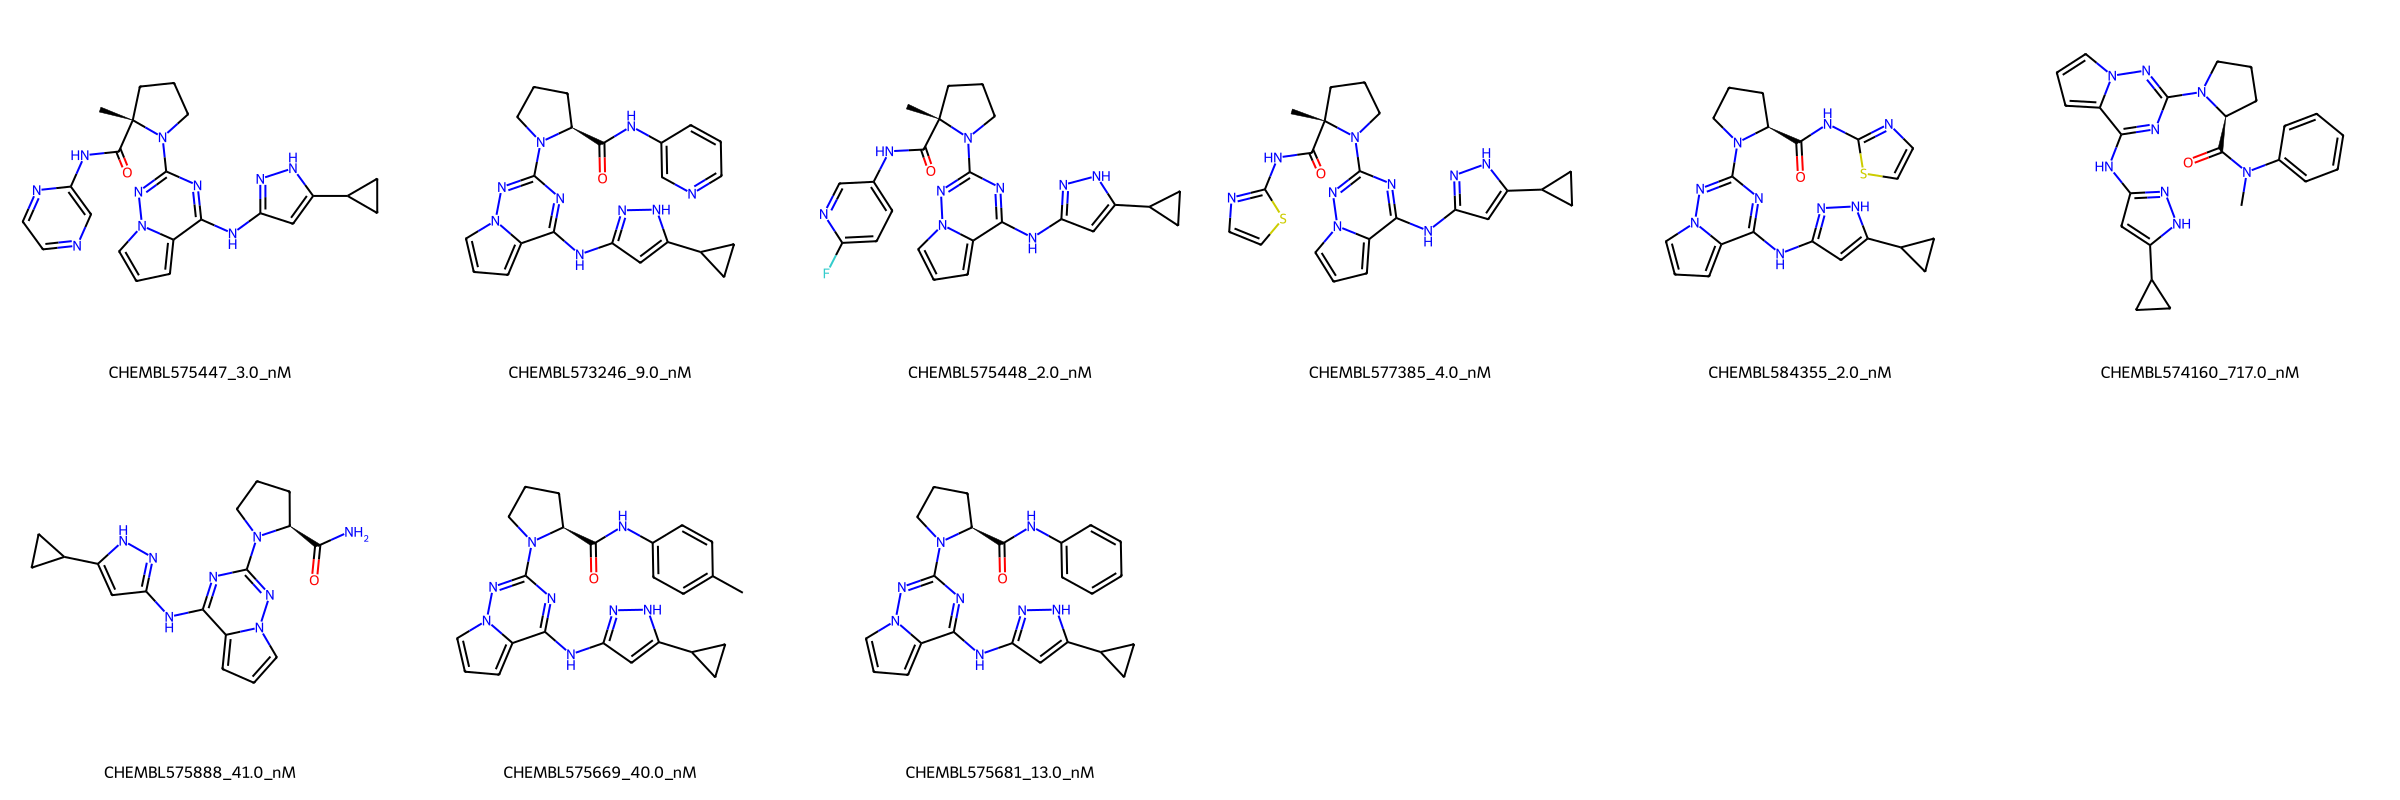 CHEMBL575447_3.0_nM
CHEMBL573246_9.0_nM
CHEMBL575448_2.0_nM
CHEMBL577385_4.0_nM
CHEMBL584355_2.0_nM
CHEMBL574160_717.0_nM
CHEMBL575888_41.0_nM
CHEMBL575669_40.0_nM
CHEMBL575681_13.0_nM